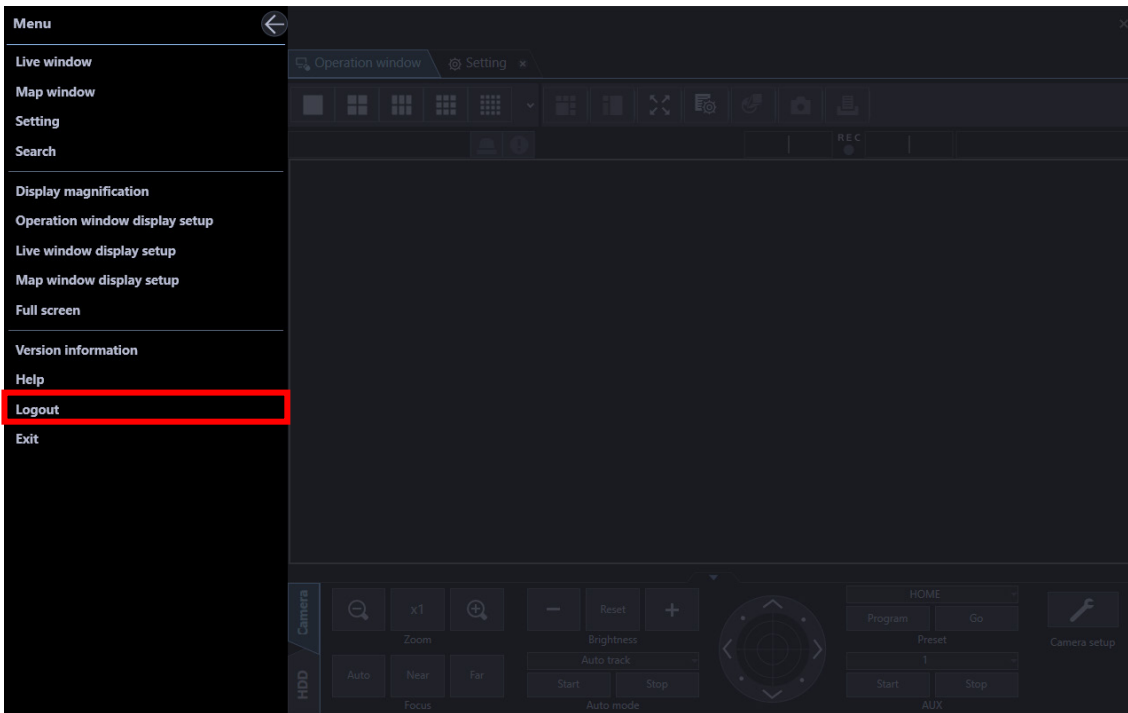 Menu
Live window
Map window
Setting
Search
Display magnification
Operation window display setup
Live window display setup
Map window display setup
Full screen
Version information
Help
Logout
Exit
Operation window
Setting
REC
Camera
HDD
x1
Zoom
Auto
Near
Far
Focus
Reset
Brightness
Auto track
Start
Stop
Auto mode
HOME
Program
Go
Preset
1
Start
Stop
AUX
Camera setup